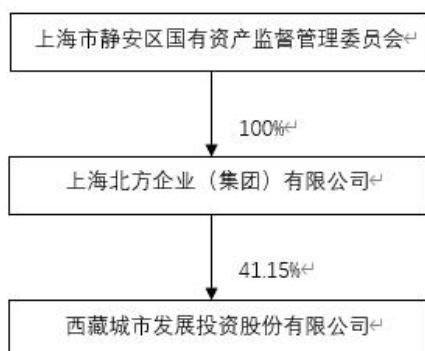 上海市静安区国有资产监督管理委员会↵
100%↵
上海北方企业（集团）有限公司↵
41.15%↵
西藏城市发展投资股份有限公司↵